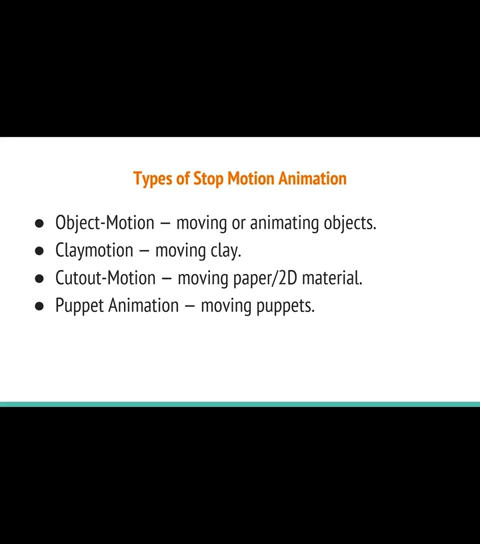 Types of Stop Motion Animation
● Object-Motion — moving or animating objects.
● Claymotion — moving clay.
● Cutout-Motion — moving paper/2D material.
● Puppet Animation — moving puppets.